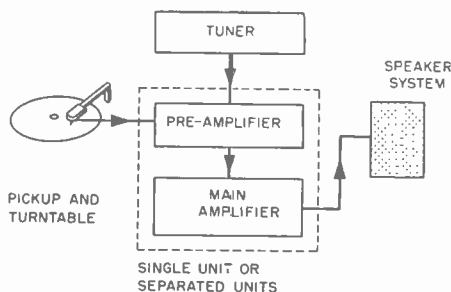 TUNER
SPEAKER
SYSTEM
PRE-AMPLIFIER
MAIN
AMPLIFIER
PICKUP AND
TURNTABLE
SINGLE UNIT OR
SEPARATED UNITS